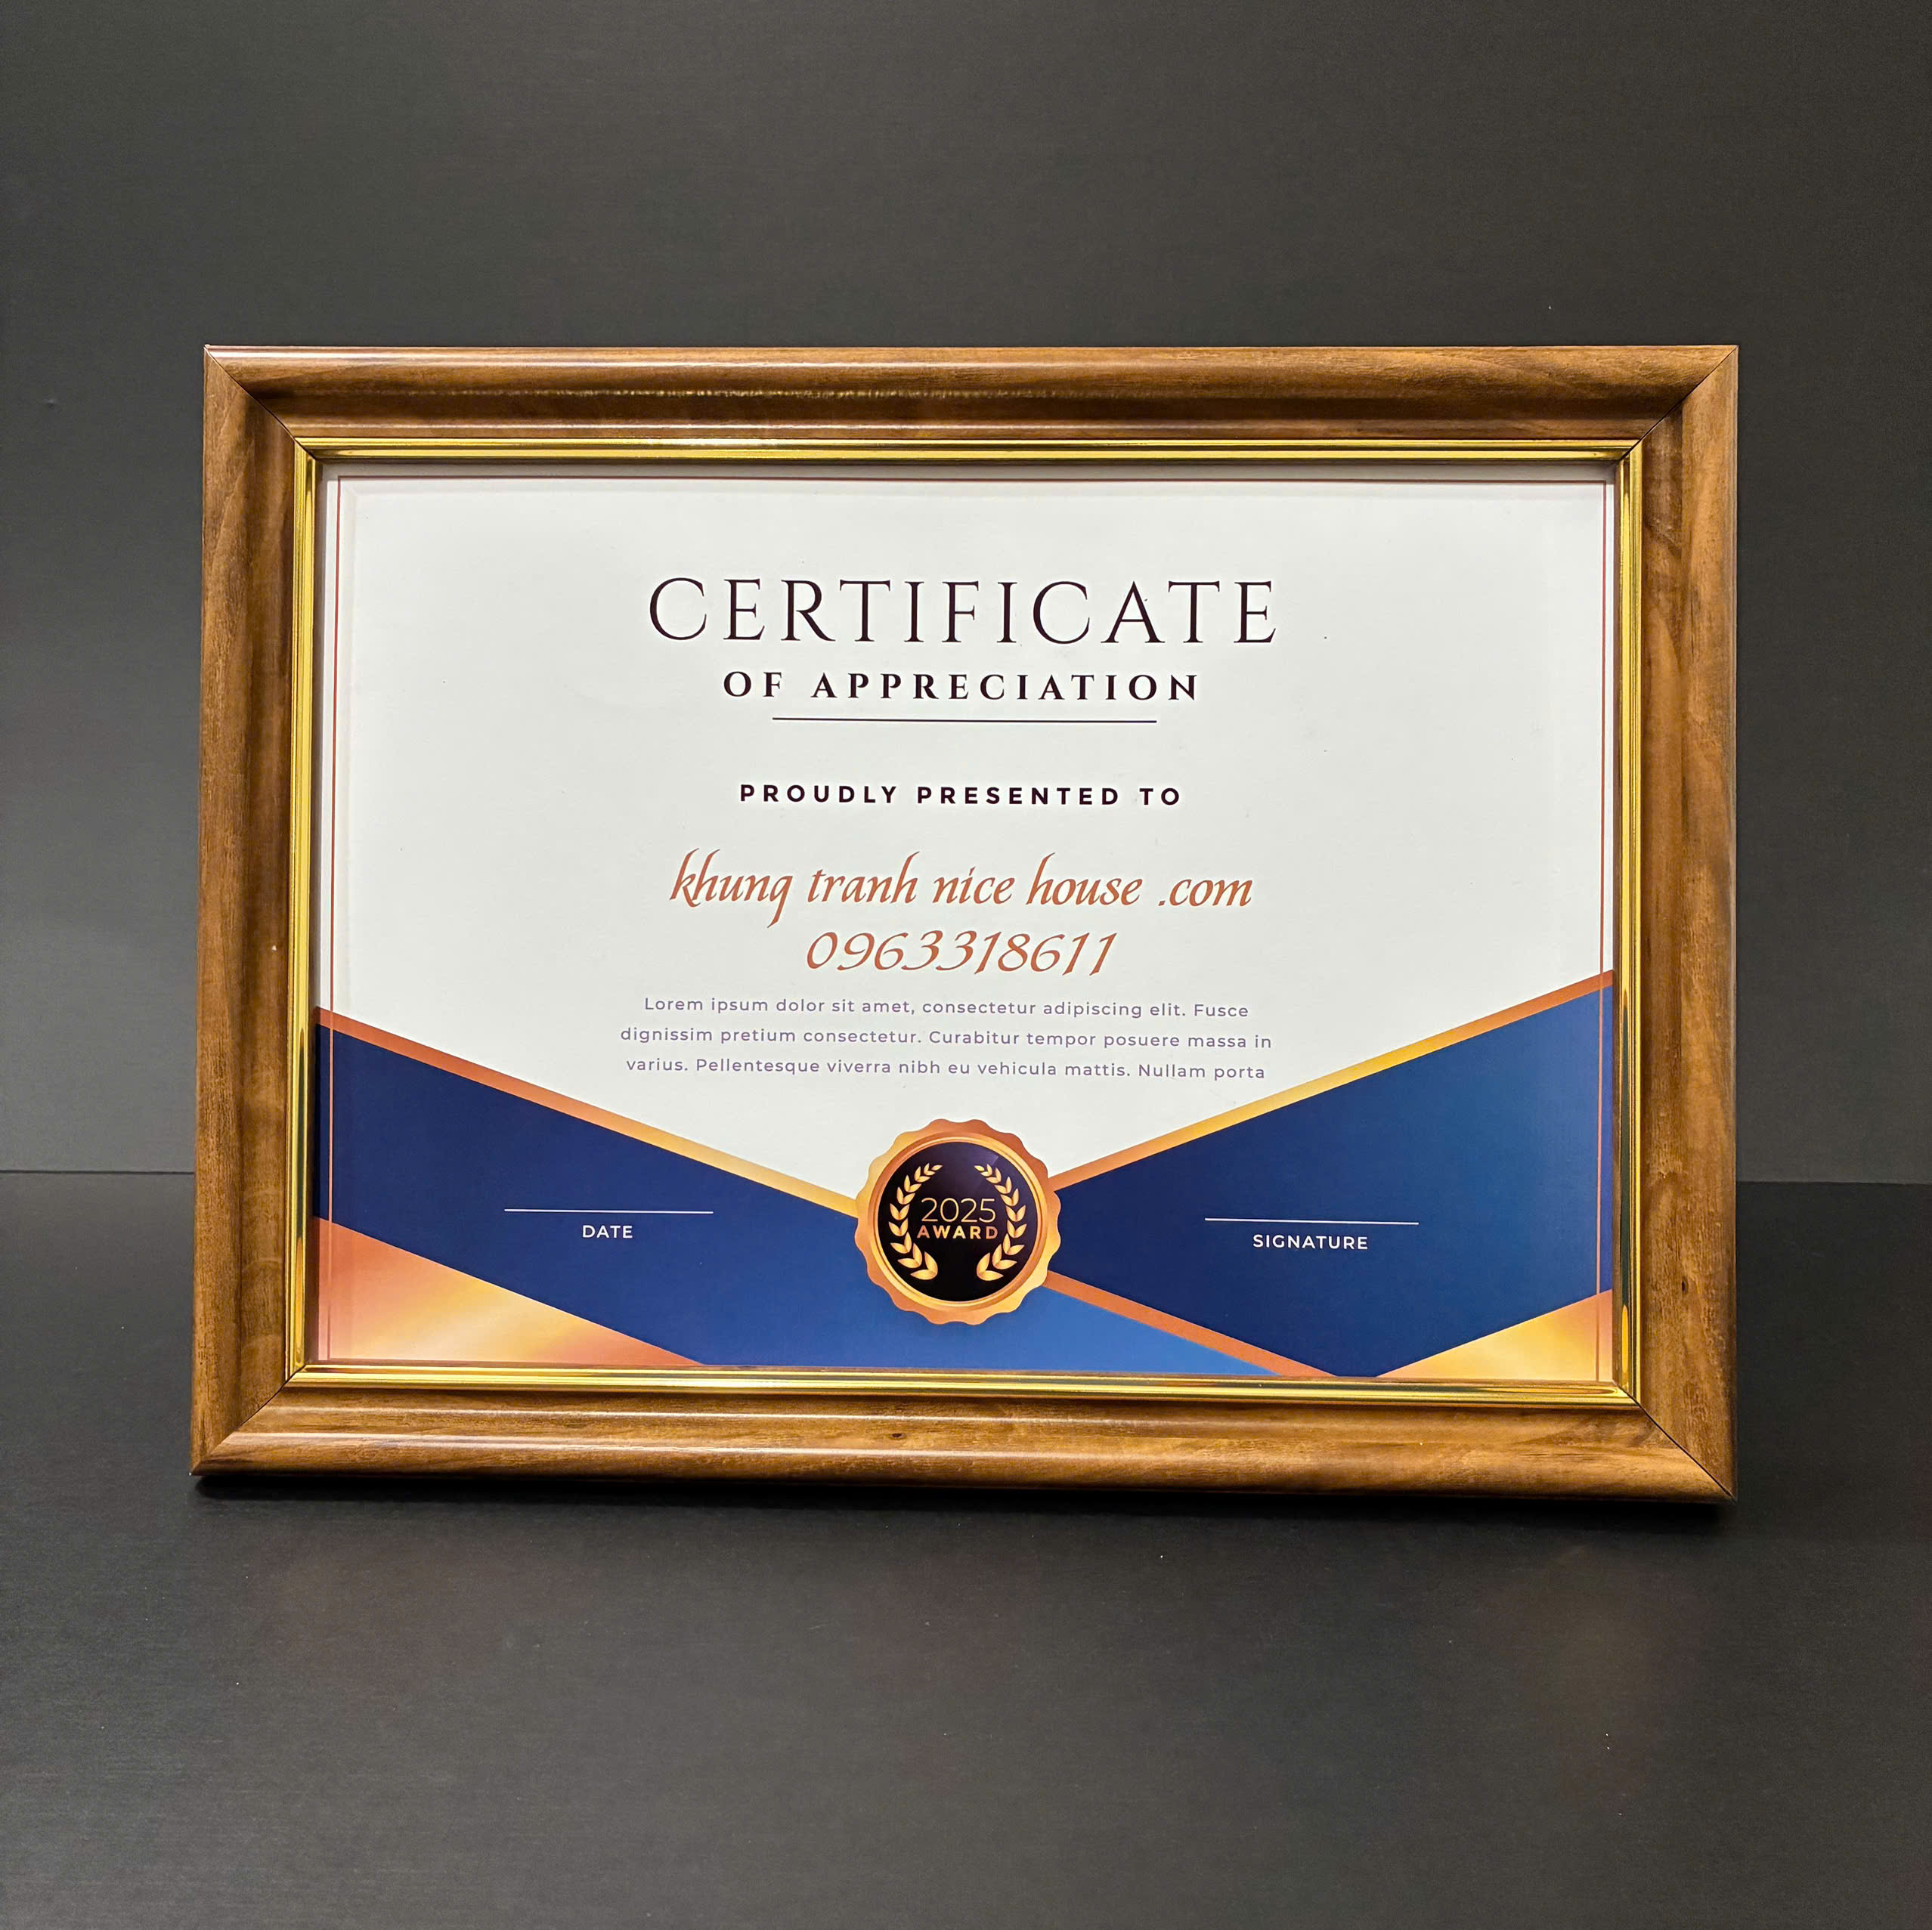 CERTIFICATE
OF APPRECIATION
PROUDLY PRESENTED TO
khung tranh nice house .com
0963318611
Lorem ipsum dolor sit amet, consectetur adipiscing elit. Fusce
dignissim pretium consectetur. Curabitur tempor posuere massa in
varius. Pellentesque viverra nibh eu vehicula mattis. Nullam porta
2025
AWARD
DATE
SIGNATURE